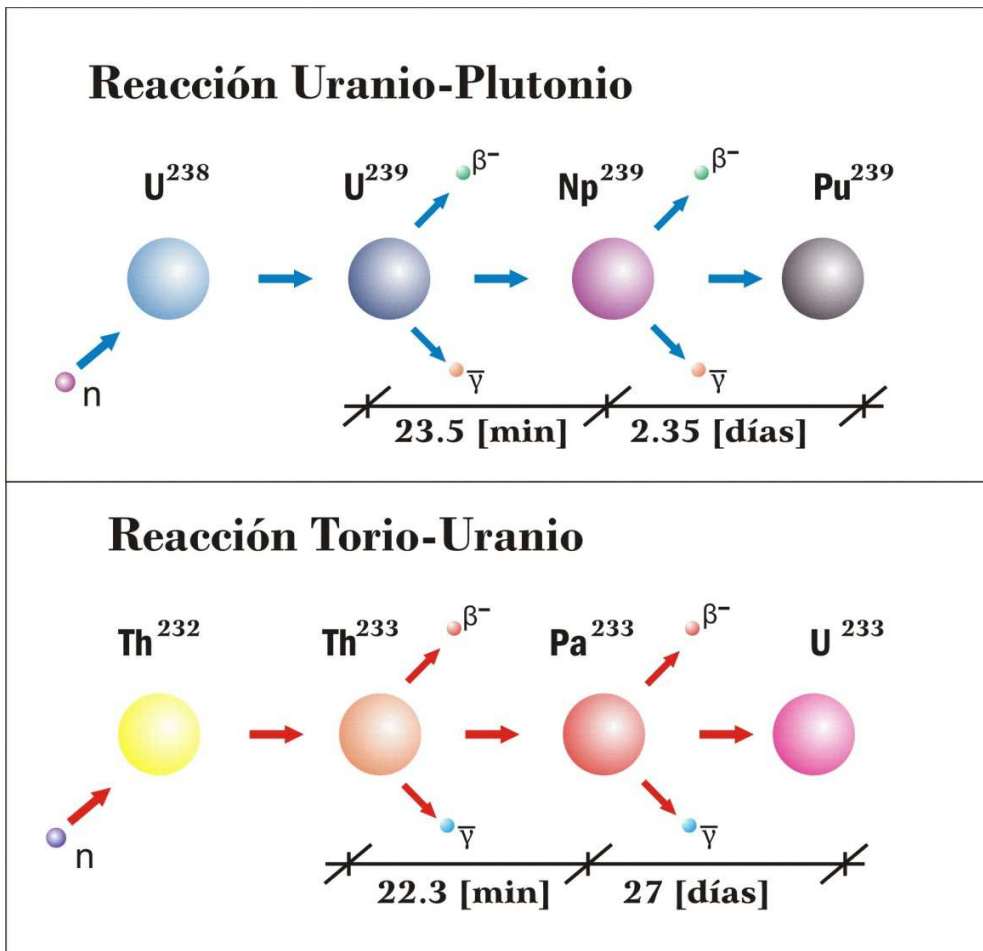 Reacción Uranio-Plutonio
U²³⁸ U²³⁹ β⁻ Np²³⁹ β⁻ Pu²³⁹
n γ̅ γ̅
23.5 [min] 2.35 [días]
Reacción Torio-Uranio
Th²³² Th²³³ β⁻ Pa²³³ β⁻ U²³³
n γ̅ γ̅
22.3 [min] 27 [días]